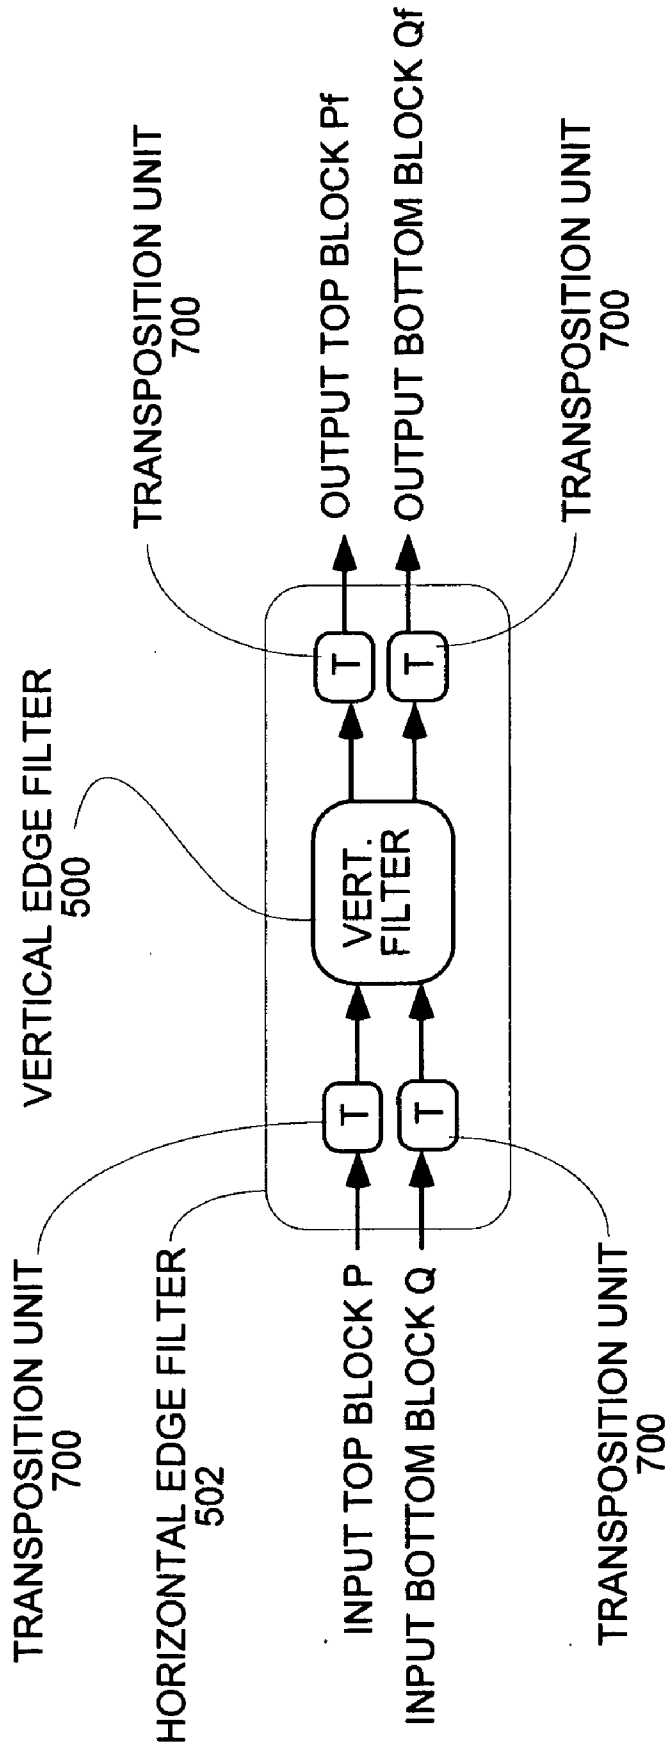 TRANSPOSITION UNIT
700
VERTICAL EDGE FILTER
500
TRANSPOSITION UNIT
700
HORIZONTAL EDGE FILTER
502
INPUT TOP BLOCK P
INPUT BOTTOM BLOCK Q
T
T
VERT.
FILTER
T
T
OUTPUT TOP BLOCK Pf
OUTPUT BOTTOM BLOCK Qf
TRANSPOSITION UNIT
700
TRANSPOSITION UNIT
700